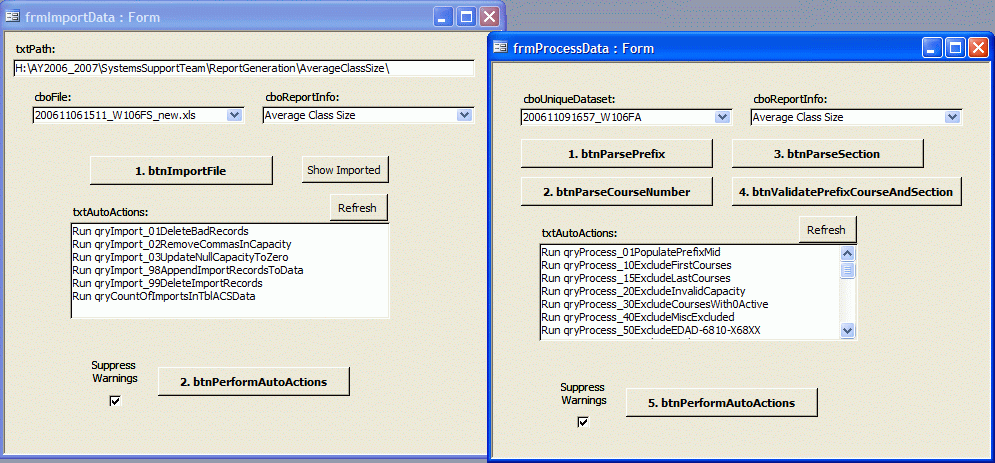 frmImportData : Form
txtPath:
H:\AY2006_2007\SystemsSupportTeam\ReportGeneration\AverageClassSize\
cboFile:
cboReportInfo:
200611061511_W106FS_new.xls
Average Class Size
1. btnImportFile
Show Imported
Refresh
txtAutoActions:
Run qryImport_01DeleteBadRecords
Run qryImport_02RemoveCommasInCapacity
Run qryImport_03UpdateNullCapacityToZero
Run qryImport_98AppendImportRecordsToData
Run qryImport_99DeleteImportRecords
Run qryCountOfImportsInTblACSData
Suppress
Warnings
2. btnPerformAutoActions
frmProcessData : Form
cboUniqueDataset:
cboReportInfo:
200611091657_W106FA
Average Class Size
1. btnParsePrefix
3. btnParseSection
2. btnParseCourseNumber
4. btnValidatePrefixCourseAndSection
Refresh
txtAutoActions:
Run qryProcess_01PopulatePrefixMid
Run qryProcess_10ExcludeFirstCourses
Run qryProcess_15ExcludeLastCourses
Run qryProcess_20ExcludeInvalidCapacity
Run qryProcess_30ExcludeCoursesWith0Active
Run qryProcess_40ExcludeMiscExcluded
Run qryProcess_50ExcludeEDAD-6810-X68XX
Suppress
Warnings
5. btnPerformAutoActions